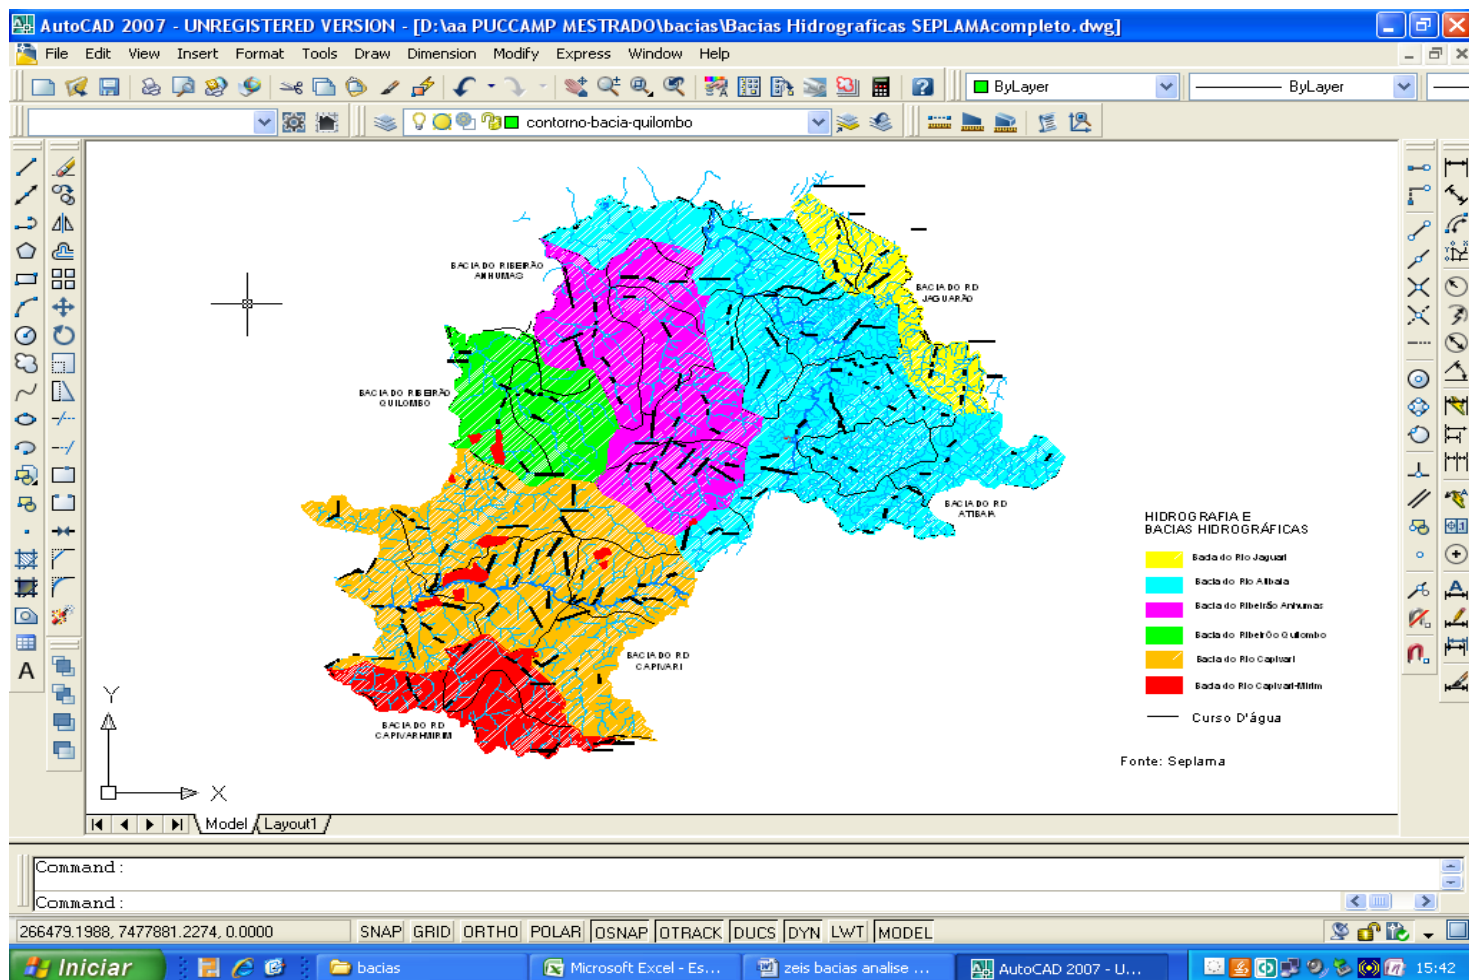 AutoCAD 2007 - UNREGISTERED VERSION - [D:\aa PUCCAMP MESTRADO\bacias\Bacias Hidrograficas SEPLAMAcompleto.dwg]
File Edit View Insert Format Tools Draw Dimension Modify Express Window Help
ByLayer ByLayer
contorno-bacia-quilombo
BACIA DO RIBEIRÃO
ANHUMAS
BACIA DO RD
JAGUARÃO
BACIA DO RIBEIRÃO
QUILOMBO
BACIA DO RD
ATIBAIA
BACIA DO RD
CAPIVARI
BACIA DO RD
CAPIVARI-MIRIM
HIDROGRAFIA E
BACIAS HIDROGRÁFICAS
Bacia do Rio Jaguari
Bacia do Rio Atibaia
Bacia do Ribeirão Anhumas
Bacia do RibeirÕo Quilombo
Bacia do Rio Capivari
Bacia do Rio Capivari-Mirim
Curso D'água
Fonte: Seplama
Y
X
A
Model Layout1
Command:
Command:
266479.1988, 7477881.2274, 0.0000 SNAP GRID ORTHO POLAR OSNAP OTRACK DUCS DYN LWT MODEL
Iniciar bacias Microsoft Excel - Es... zeis bacias analise ... AutoCAD 2007 - U... 15:42